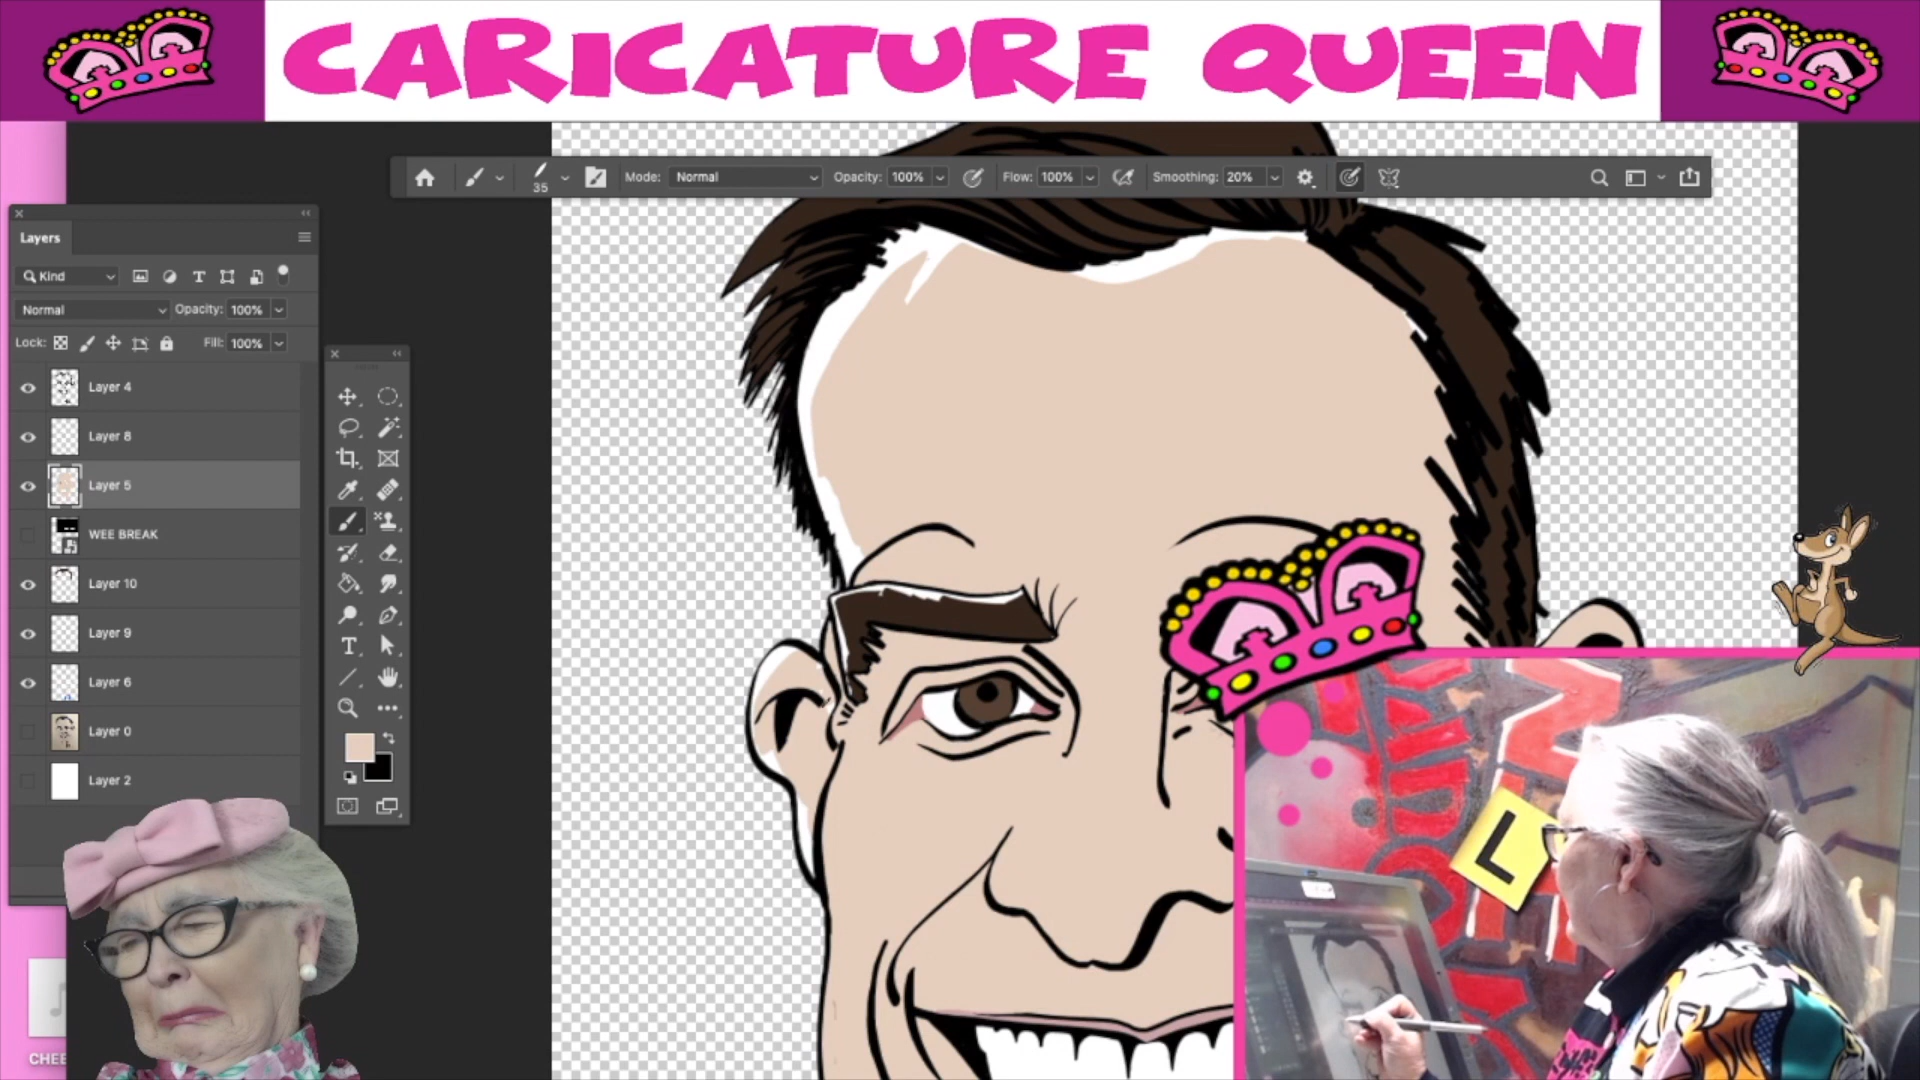 CARICATURE QUEEN
35
Mode: Normal
Opacity: 100%
Flow: 100%
Smoothing: 20%
Layers
Kind
Normal
Opacity: 100%
Lock:
Fill: 100%
Layer 4
Layer 8
Layer 5
WEE BREAK
Layer 10
Layer 9
Layer 6
Layer 0
Layer 2
L
CHEE